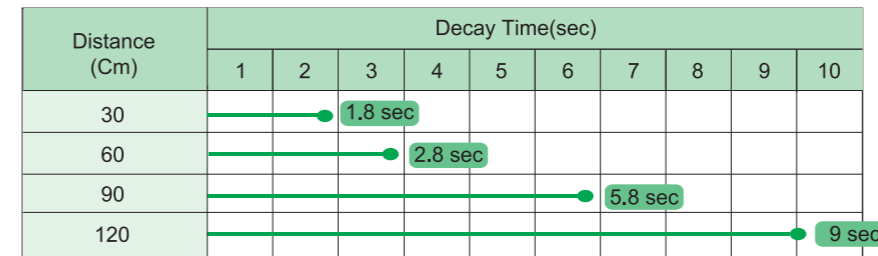 Distance
(Cm)
Decay Time(sec)
1 2 3 4 5 6 7 8 9 10
30 1.8 sec
60 2.8 sec
90 5.8 sec
120 9 sec